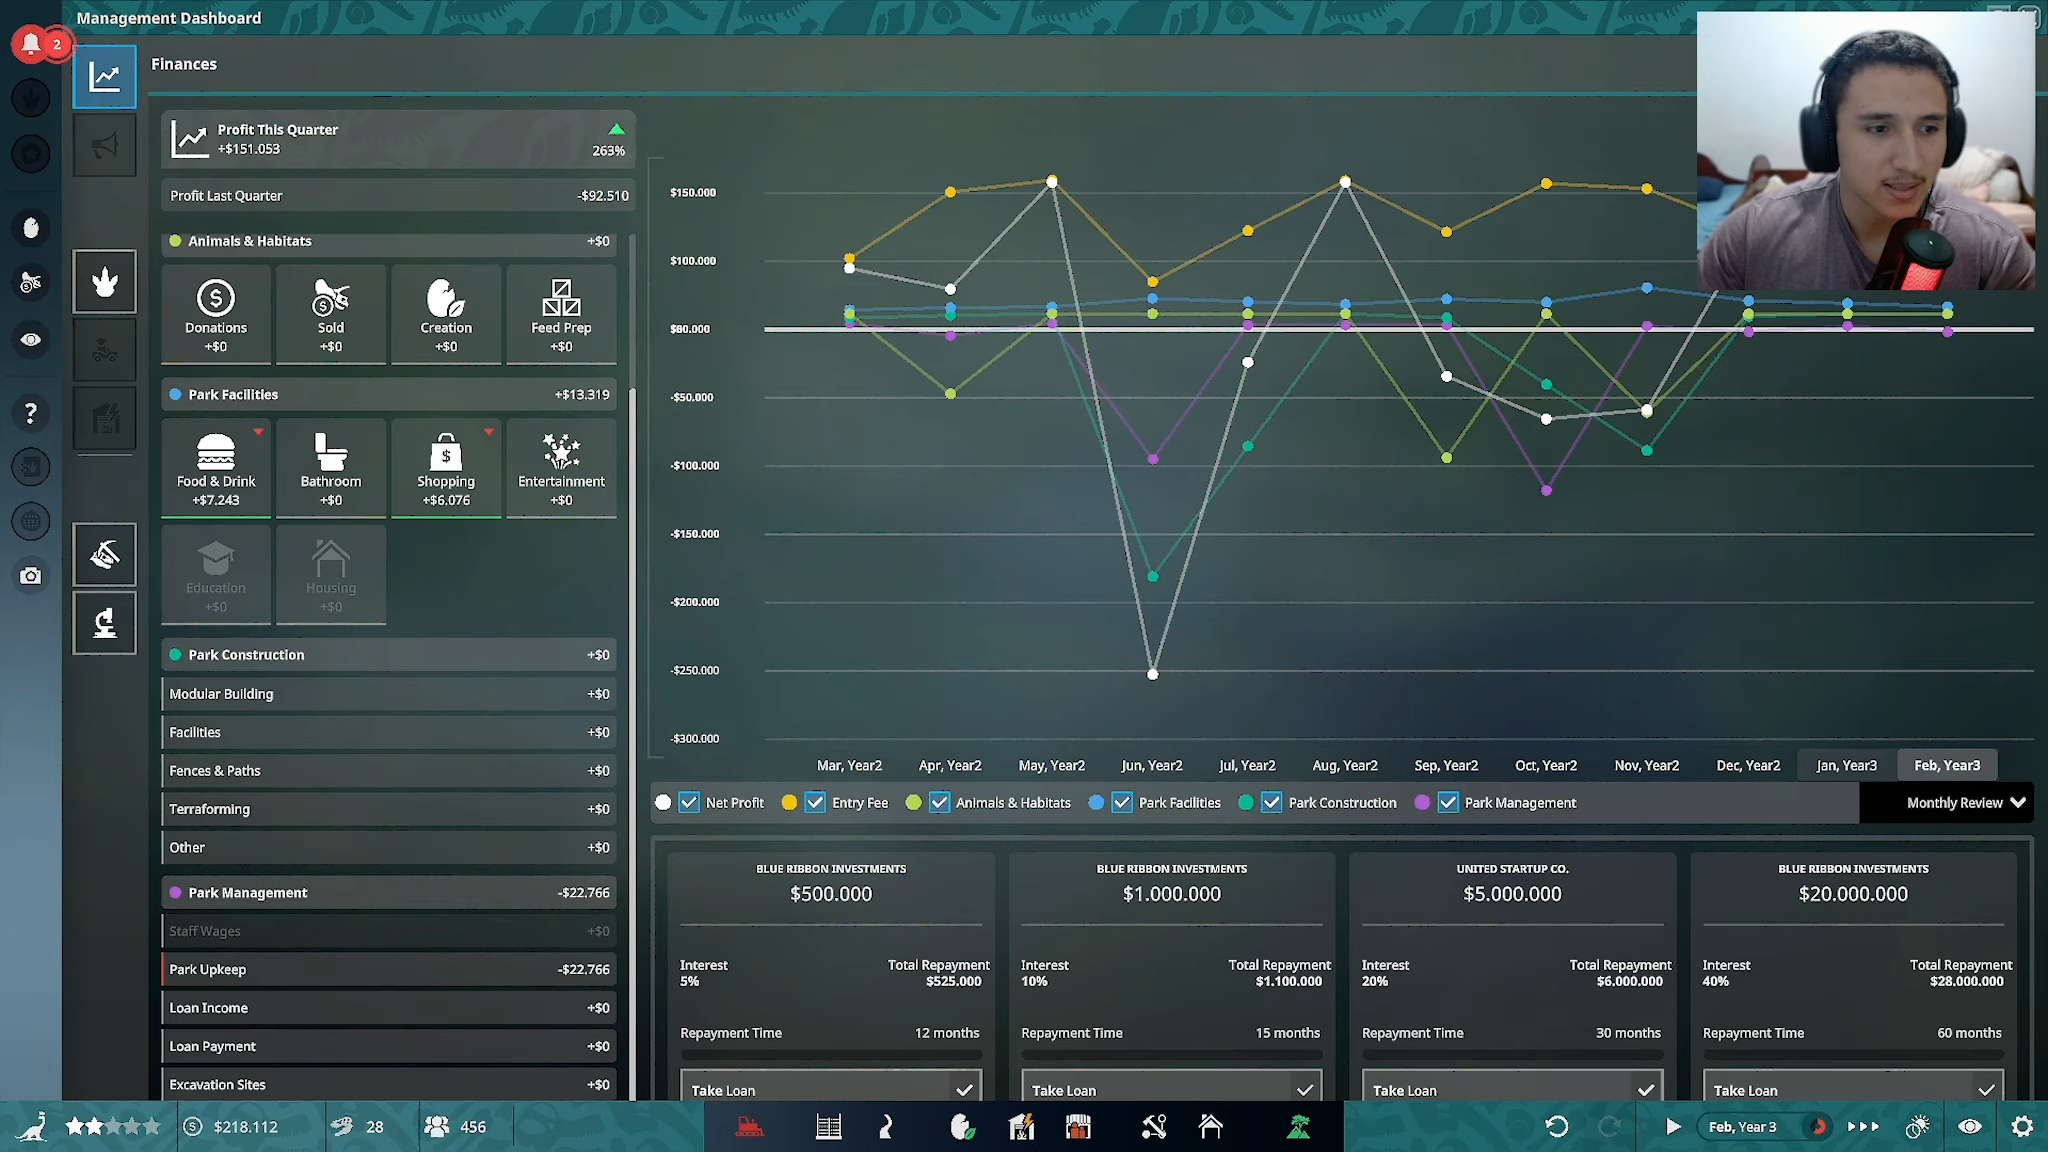 Management Dashboard
2
Finances
Profit This Quarter
+$151.053
263%
Profit Last Quarter
-$92.510
Animals & Habitats
+$0
Donations
+$0
Sold
+$0
Creation
+$0
Feed Prep
+$0
Park Facilities
+$13.319
Food & Drink
+$7.243
Bathroom
+$0
Shopping
+$6.076
Entertainment
+$0
Education
+$0
Housing
+$0
Park Construction
+$0
Modular Building
+$0
Facilities
+$0
Fences & Paths
+$0
Terraforming
+$0
Other
+$0
Park Management
-$22.766
Staff Wages
+$0
Park Upkeep
-$22.766
Loan Income
+$0
Loan Payment
+$0
Excavation Sites
+$0
$150.000
$100.000
-$50.000
-$100.000
-$150.000
-$200.000
-$250.000
-$300.000
Mar, Year2
Apr, Year2
May, Year2
Jun, Year2
Jul, Year2
Aug, Year2
Sep, Year2
Oct, Year2
Nov, Year2
Dec, Year2
Jan, Year3
Feb, Year3
Net Profit
Entry Fee
Animals & Habitats
Park Facilities
Park Construction
Park Management
Monthly Review
BLUE RIBBON INVESTMENTS
$500.000
Interest
5%
Total Repayment
$525.000
Repayment Time
12 months
Take Loan
BLUE RIBBON INVESTMENTS
$1.000.000
Interest
10%
Total Repayment
$1.100.000
Repayment Time
15 months
Take Loan
UNITED STARTUP CO.
$5.000.000
Interest
20%
Total Repayment
$6.000.000
Repayment Time
30 months
Take Loan
BLUE RIBBON INVESTMENTS
$20.000.000
Interest
40%
Total Repayment
$28.000.000
Repayment Time
60 months
Take Loan
$218.112
28
456
Feb, Year 3